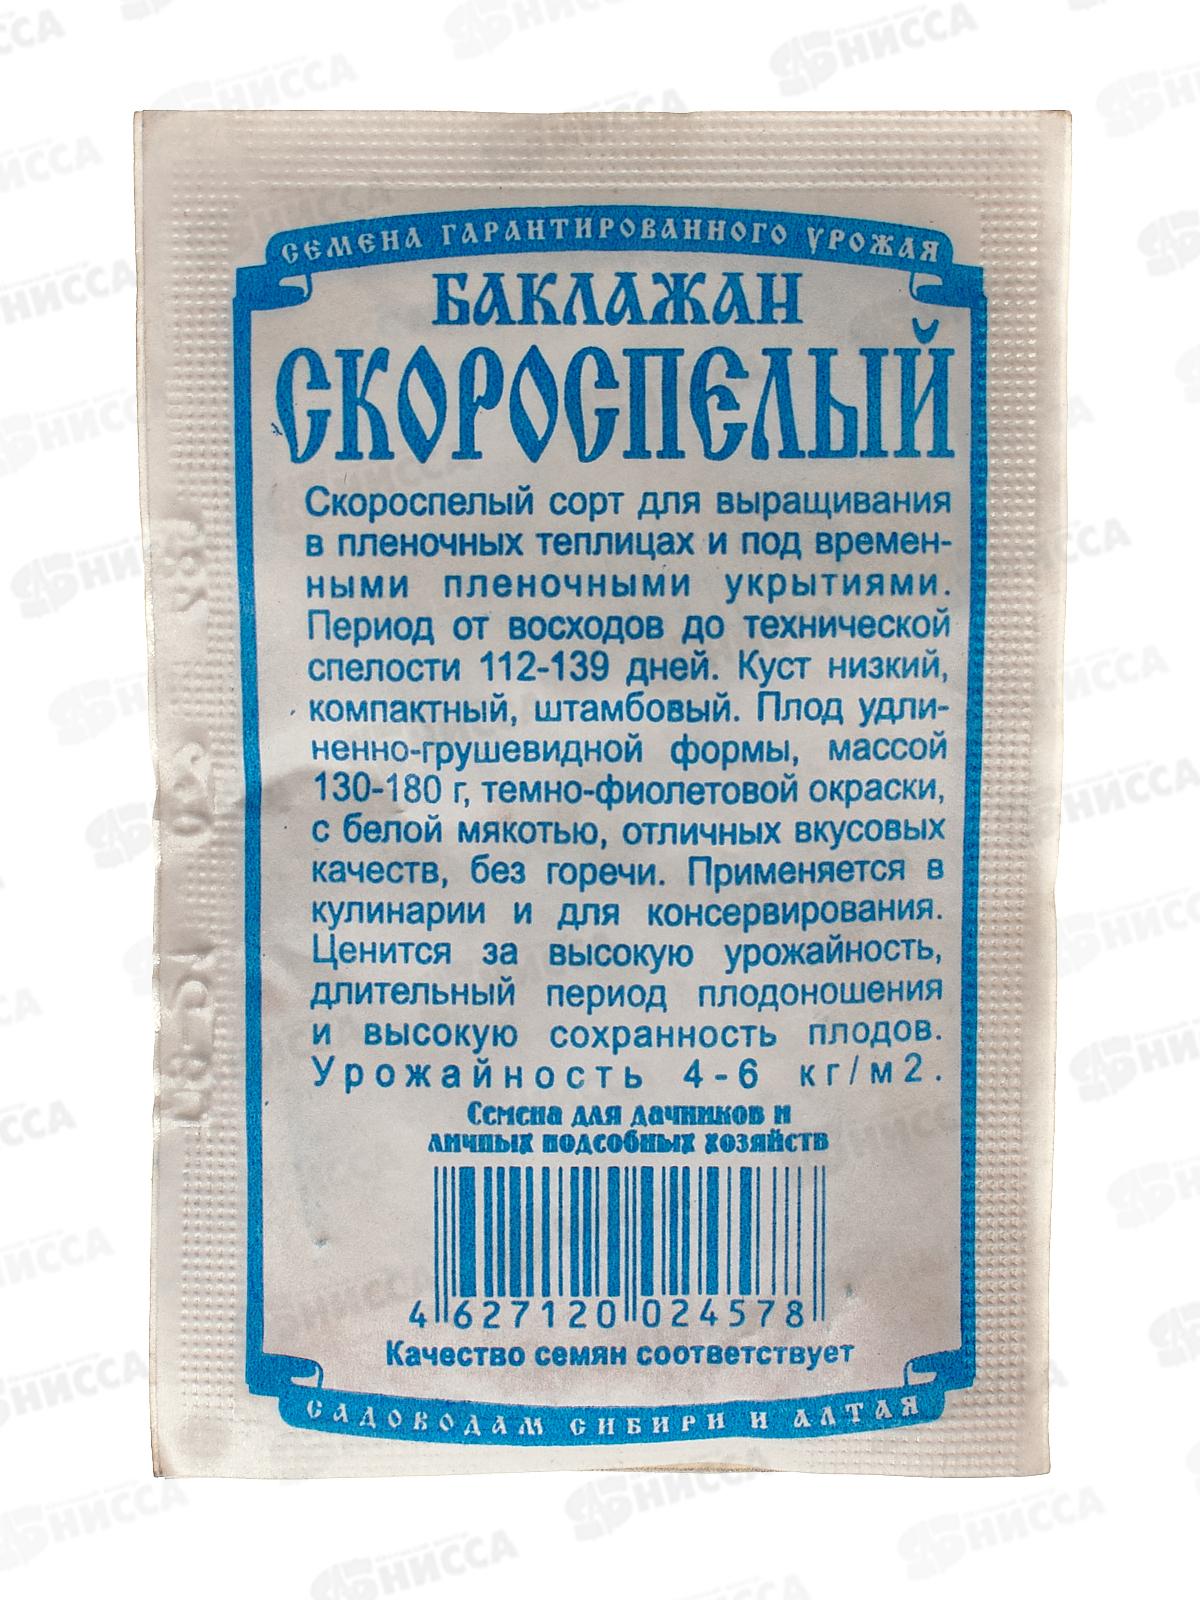 СЕМЕНА ГАРАНТИРОВАННОГО УРОЖАЯ
БАКЛАЖАН
СКОРОСПЕЛЫЙ
Скороспелый сорт для выращивания
в пленочных теплицах и под времен-
ными пленочными укрытиями.
Период от восходов до технической
спелости 112-139 дней. Куст низкий,
компактный, штамбовый. Плод удли-
ненно-грушевидной формы, массой
130-180 г, темно-фиолетовой окраски,
с белой мякотью, отличных вкусовых
качеств, без горечи. Применяется в
кулинарии и для консервирования.
Ценится за высокую урожайность,
длительный период плодоношения
и высокую сохранность плодов.
Урожайность 4-6 кг/м2.
Семена для дачников и
личных подсобных хозяйств
4 627120 024578
Качество семян соответствует
САДОВОДАМ СИБИРИ И АЛТАЯ